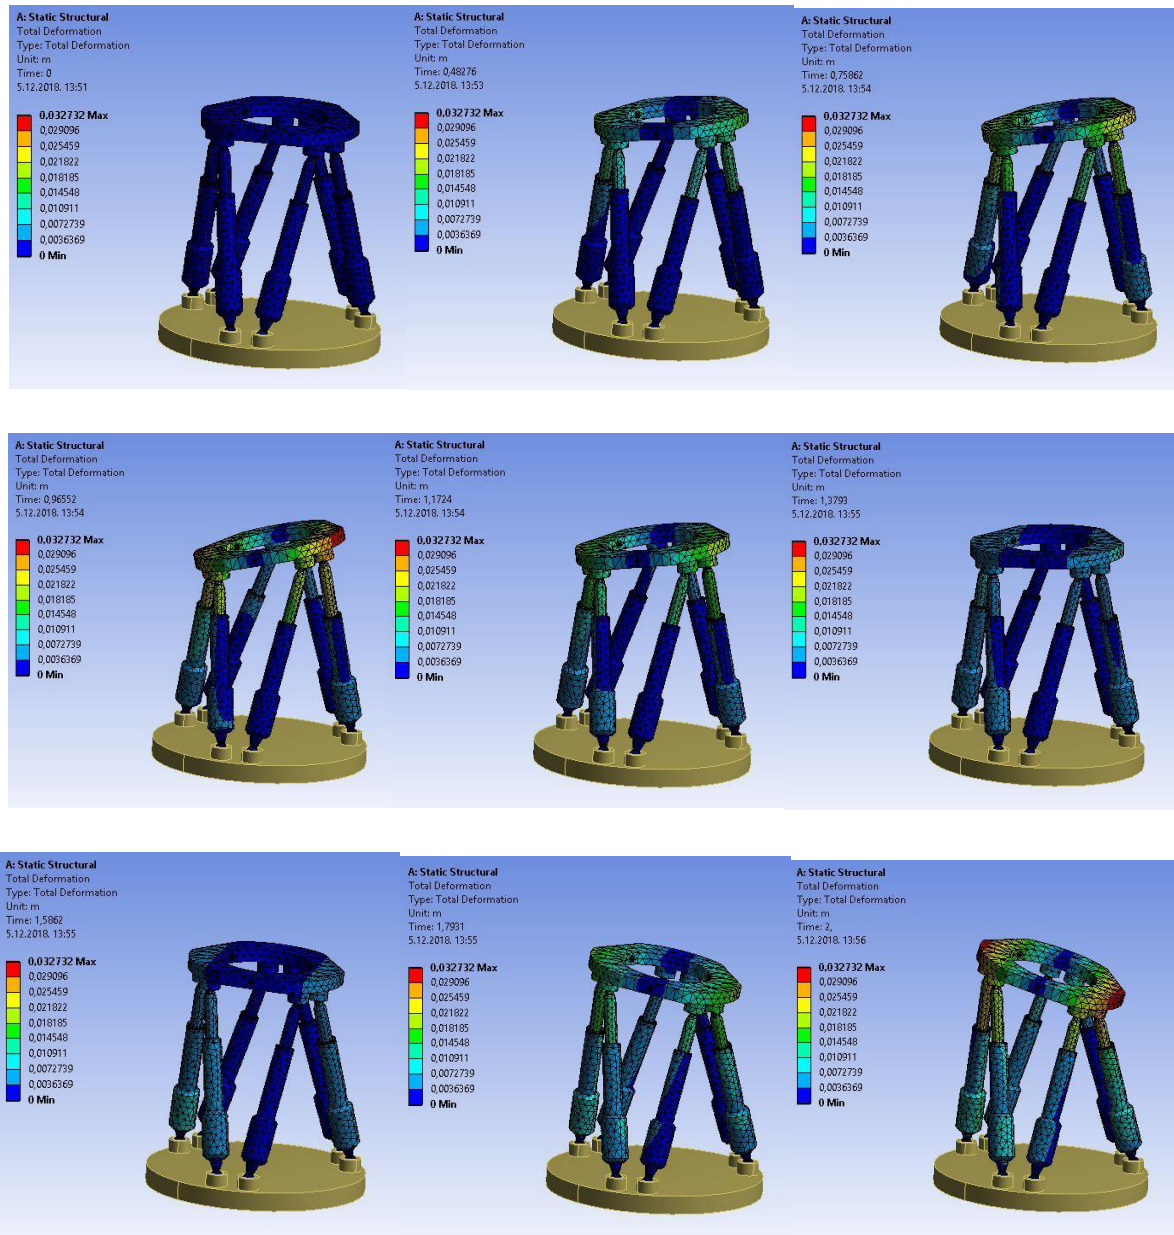 A: Static Structural
Total Deformation
Type: Total Deformation
Unit: m
Time: 0
5.12.2018. 13:51
0,032732 Max
0,029096
0,025459
0,021822
0,018185
0,014548
0,010911
0,0072739
0,0036369
0 Min
A: Static Structural
Total Deformation
Type: Total Deformation
Unit: m
Time: 0,48276
5.12.2018. 13:53
0,032732 Max
0,029096
0,025459
0,021822
0,018185
0,014548
0,010911
0,0072739
0,0036369
0 Min
A: Static Structural
Total Deformation
Type: Total Deformation
Unit: m
Time: 0,75862
5.12.2018. 13:54
0,032732 Max
0,029096
0,025459
0,021822
0,018185
0,014548
0,010911
0,0072739
0,0036369
0 Min
A: Static Structural
Total Deformation
Type: Total Deformation
Unit: m
Time: 0,96552
5.12.2018. 13:54
0,032732 Max
0,029096
0,025459
0,021822
0,018185
0,014548
0,010911
0,0072739
0,0036369
0 Min
A: Static Structural
Total Deformation
Type: Total Deformation
Unit: m
Time: 1,1724
5.12.2018. 13:54
0,032732 Max
0,029096
0,025459
0,021822
0,018185
0,014548
0,010911
0,0072739
0,0036369
0 Min
A: Static Structural
Total Deformation
Type: Total Deformation
Unit: m
Time: 1,3793
5.12.2018. 13:55
0,032732 Max
0,029096
0,025459
0,021822
0,018185
0,014548
0,010911
0,0072739
0,0036369
0 Min
A: Static Structural
Total Deformation
Type: Total Deformation
Unit: m
Time: 1,5862
5.12.2018. 13:55
0,032732 Max
0,029096
0,025459
0,021822
0,018185
0,014548
0,010911
0,0072739
0,0036369
0 Min
A: Static Structural
Total Deformation
Type: Total Deformation
Unit: m
Time: 1,7931
5.12.2018. 13:55
0,032732 Max
0,029096
0,025459
0,021822
0,018185
0,014548
0,010911
0,0072739
0,0036369
0 Min
A: Static Structural
Total Deformation
Type: Total Deformation
Unit: m
Time: 2,
5.12.2018. 13:56
0,032732 Max
0,029096
0,025459
0,021822
0,018185
0,014548
0,010911
0,0072739
0,0036369
0 Min